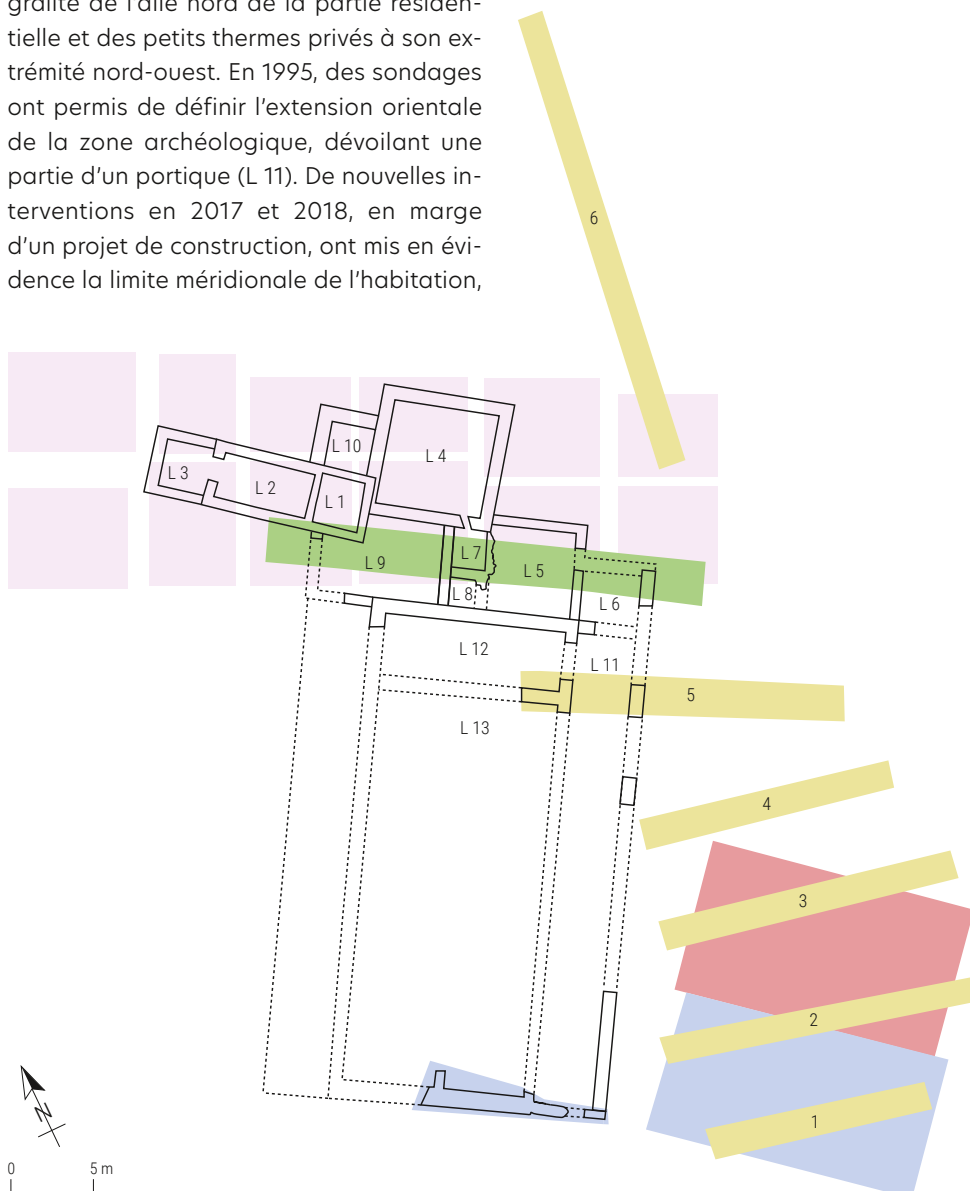 gralité de l'aile nord de la partie résiden-
tielle et des petits thermes privés à son ex-
trémité nord-ouest. En 1995, des sondages
ont permis de définir l'extension orientale
de la zone archéologique, dévoilant une
partie d'un portique (L 11). De nouvelles in-
terventions en 2017 et 2018, en marge
d'un projet de construction, ont mis en évi-
dence la limite méridionale de l'habitation,
6
L 10
L 4
L 3
L 2
L 1
L 7
L 9
L 5
L 8
L 6
L 12
L 11
5
L 13
4
3
2
1
N
0 5 m